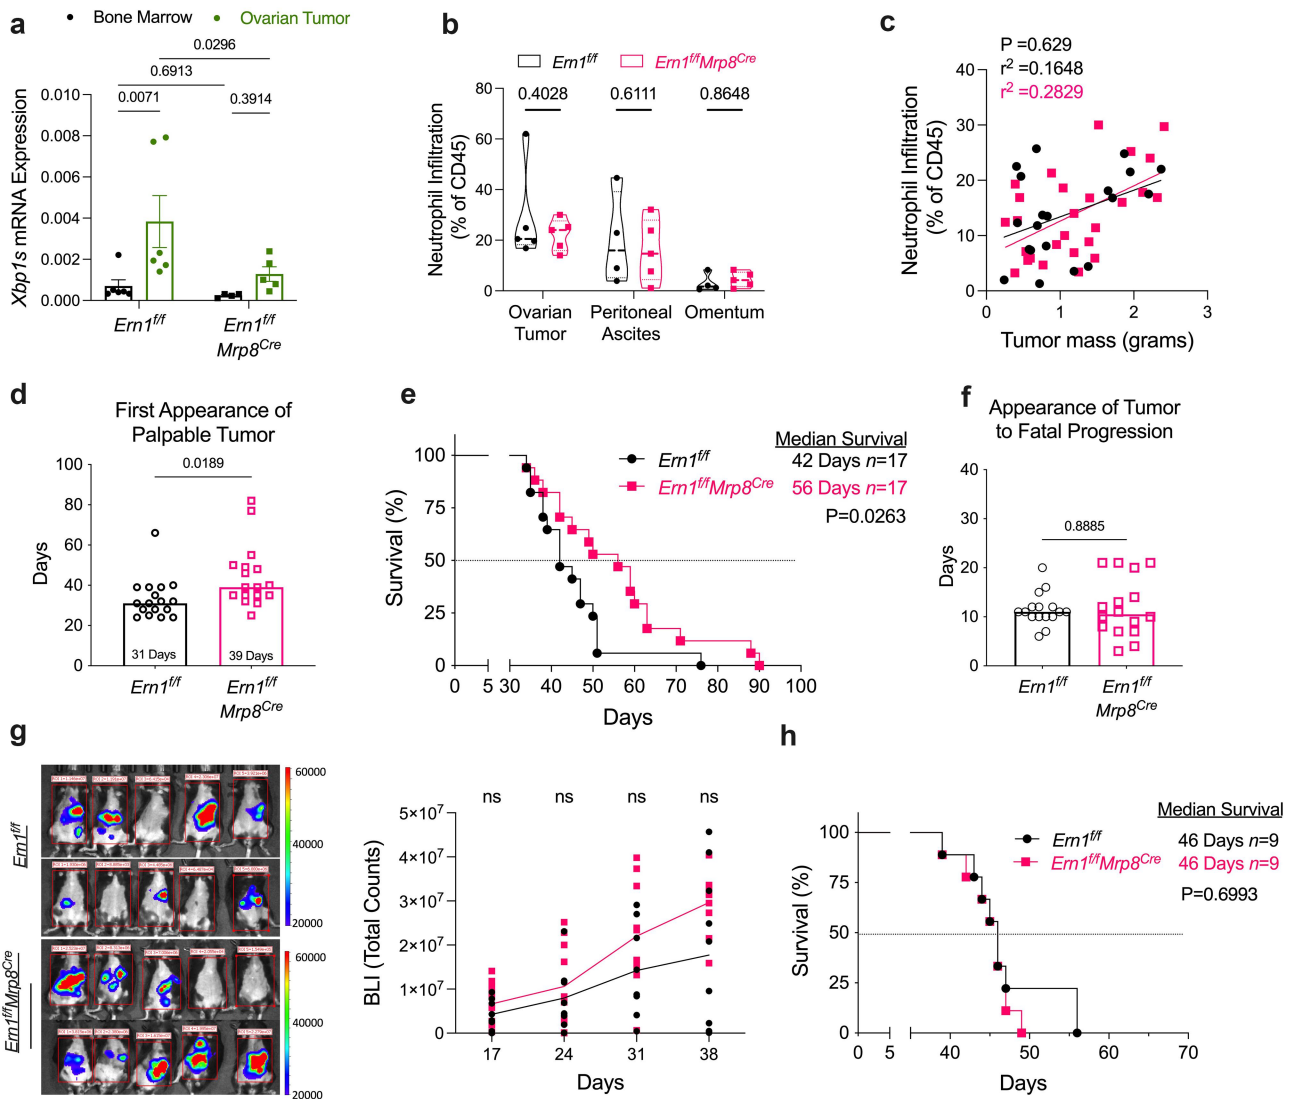 a
Bone Marrow
Ovarian Tumor
0.0296
0.6913
0.0071
0.3914
Xbp1s mRNA Expression
0.010
0.008
0.006
0.004
0.002
0.000
Ern1f/f
Ern1f/f
Mrp8Cre
b
Ern1f/f
Ern1f/fMrp8Cre
0.4028
0.6111
0.8648
Neutrophil Infiltration
(% of CD45)
80
60
40
20
0
Ovarian
Tumor
Peritoneal
Ascites
Omentum
c
P =0.629
r2 =0.1648
r2 =0.2829
Neutrophil Infiltration
(% of CD45)
40
30
20
10
0
0
1
2
3
Tumor mass (grams)
d
First Appearance of
Palpable Tumor
0.0189
Days
100
80
60
40
20
0
31 Days
39 Days
Ern1f/f
Ern1f/f
Mrp8Cre
e
Median Survival
Ern1f/f
42 Days n=17
Ern1f/fMrp8Cre
56 Days n=17
P=0.0263
Survival (%)
100
75
50
25
0
0
5
30
40
50
60
70
80
90
100
Days
f
Appearance of Tumor
to Fatal Progression
0.8885
Days
40
30
20
10
0
Ern1f/f
Ern1f/f
Mrp8Cre
g
Ern1f/f
Ern1f/fMrp8Cre
60000
40000
20000
60000
40000
20000
ns
ns
ns
ns
BLI (Total Counts)
5×107
4×107
3×107
2×107
1×107
0
17
24
31
38
Days
h
Median Survival
Ern1f/f
46 Days n=9
Ern1f/fMrp8Cre
46 Days n=9
P=0.6993
Survival (%)
100
75
50
25
0
0
5
40
50
60
70
Days